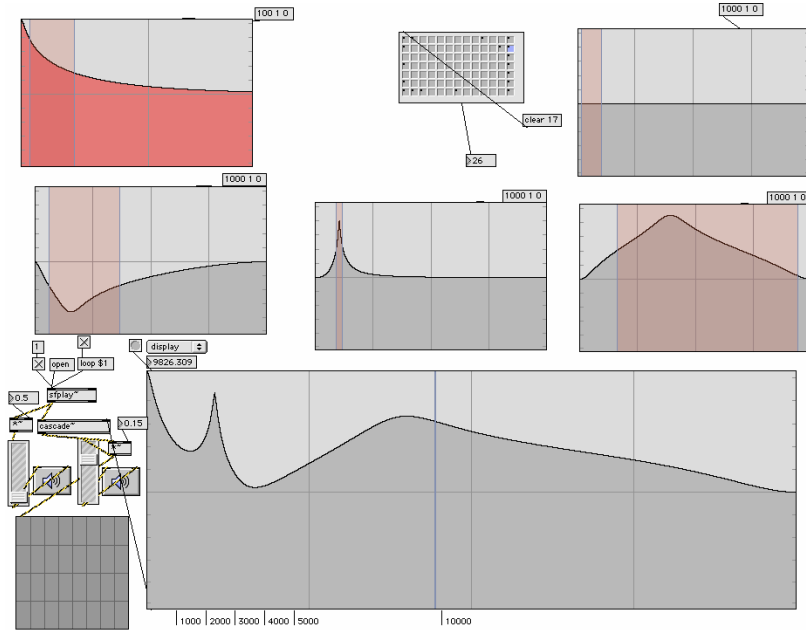 100 1 0
1000 1 0
clear 17
26
1000 1 0
1000 1 0
1000 1 0
1
open
loop $1
display
9826.309
sfplay~
0.5
*~
cascade~
0.15
*~
1000 2000 3000 4000 5000 10000